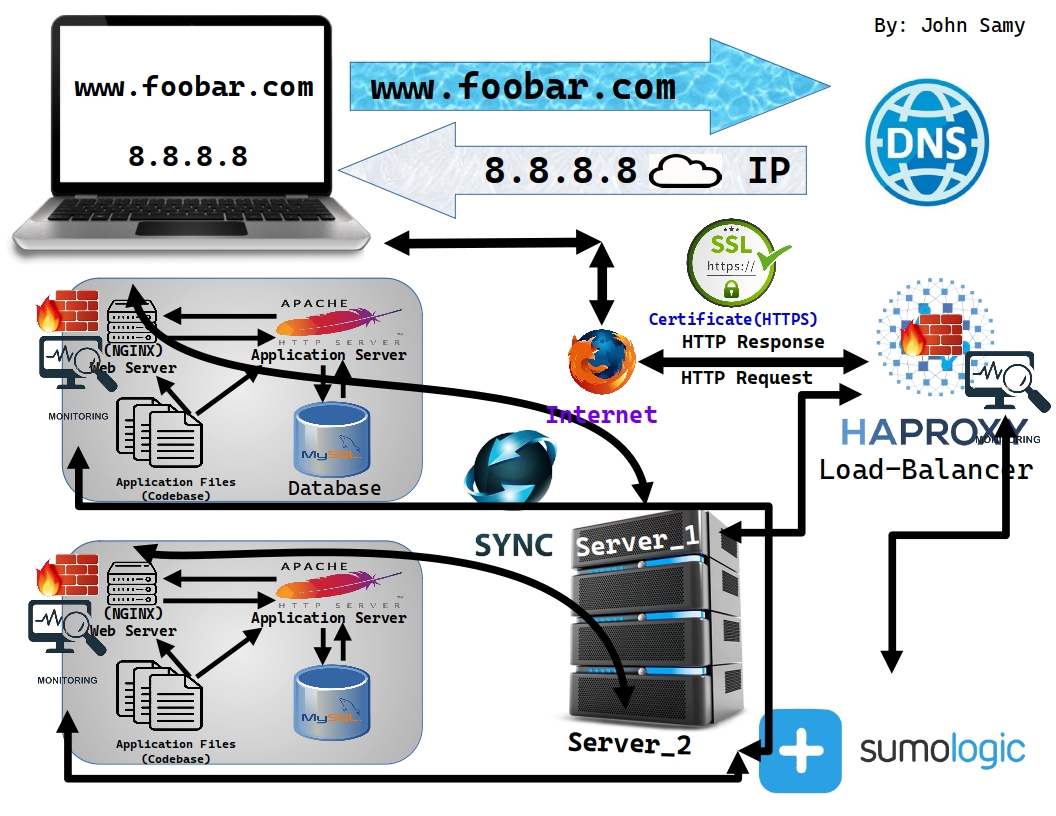 By: John Samy
www.foobar.com
8.8.8.8
www.foobar.com
8.8.8.8 IP
DNS
SSL
https://
Certificate(HTTPS)
HTTP Response
HTTP Request
Internet
HAPROXY
MONITORING
Load-Balancer
APACHE
HTTP SERVER
™
(NGINX)
Web Server
Application Server
MONITORING
MySQL
Application Files
(Codebase)
Database
SYNC
Server_1
APACHE
HTTP SERVER
™
(NGINX)
Web Server
Application Server
MONITORING
MySQL
Application Files
(Codebase)
Server_2
sumologic